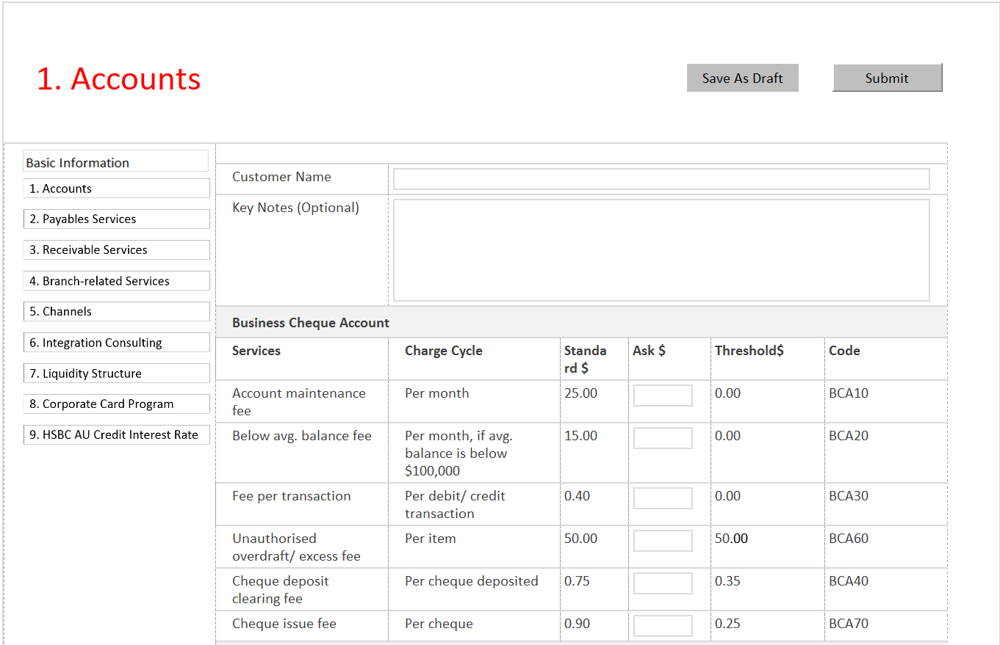 1. Accounts
Save As Draft
Submit
Basic Information
1. Accounts
2. Payables Services
3. Receivable Services
4. Branch-related Services
5. Channels
6. Integration Consulting
7. Liquidity Structure
8. Corporate Card Program
9. HSBC AU Credit Interest Rate
Customer Name
Key Notes (Optional)
Business Cheque Account
Services Charge Cycle Standa Ask $ Threshold$ Code
rd $
Account maintenance Per month 25.00 0.00 BCA10
fee
Below avg. balance fee Per month, if avg. 15.00 0.00 BCA20
balance is below
$100,000
Fee per transaction Per debit/ credit 0.40 0.00 BCA30
transaction
Unauthorised Per item 50.00 50.00 BCA60
overdraft/ excess fee
Cheque deposit Per cheque deposited 0.75 0.35 BCA40
clearing fee
Cheque issue fee Per cheque 0.90 0.25 BCA70